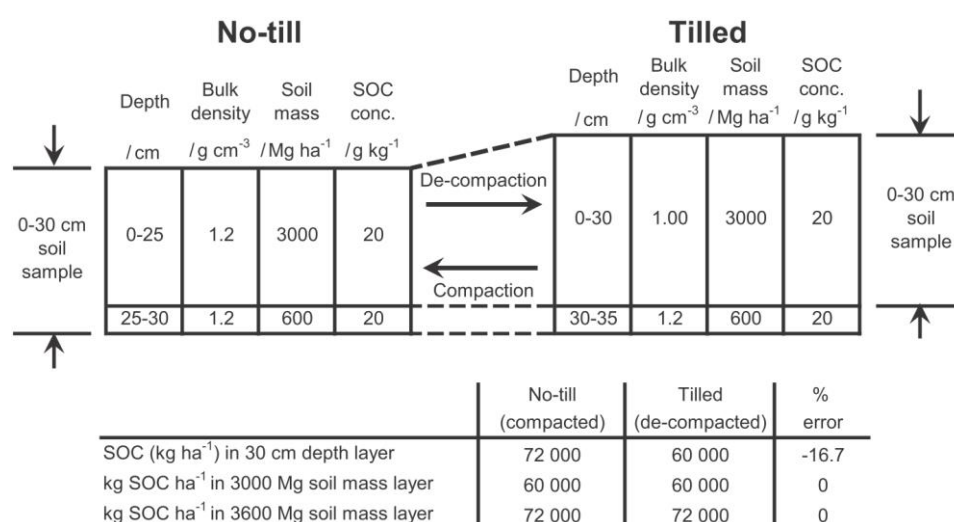 No-till
Tilled
Depth
/ cm
Bulk
density
/ g cm⁻³
Soil
mass
/ Mg ha⁻¹
SOC
conc.
/ g kg⁻¹
Depth
/ cm
Bulk
density
/ g cm⁻³
Soil
mass
/ Mg ha⁻¹
SOC
conc.
/ g kg⁻¹
0-30 cm
soil
sample
0-25 1.2 3000 20
25-30 1.2 600 20
De-compaction
Compaction
0-30 1.00 3000 20
30-35 1.2 600 20
0-30 cm
soil
sample
No-till Tilled %
(compacted) (de-compacted) error
SOC (kg ha⁻¹) in 30 cm depth layer 72 000 60 000 -16.7
kg SOC ha⁻¹ in 3000 Mg soil mass layer 60 000 60 000 0
kg SOC ha⁻¹ in 3600 Mg soil mass layer 72 000 72 000 0